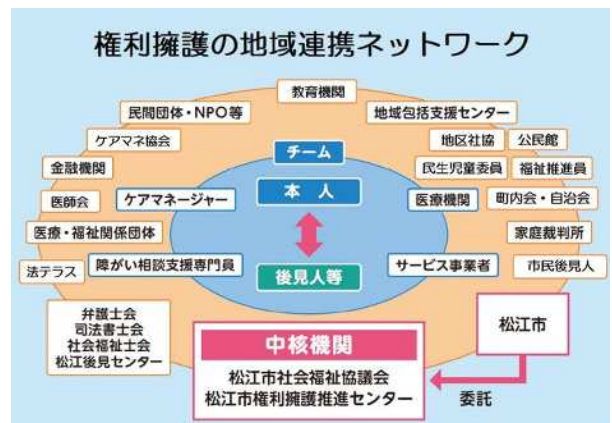 権利擁護の地域連携ネットワーク
教育機関
民間団体・NPO等
地域包括支援センター
ケアマネ協会
地区社協
公民館
チーム
金融機関
民生児童委員
福祉推進員
医師会
ケアマネージャー
本人
医療機関
町内会・自治会
医療・福祉関係団体
家庭裁判所
法テラス
障がい相談支援専門員
後見人等
サービス事業者
市民後見人
弁護士会
司法書士会
社会福祉士会
松江後見センター
中核機関
松江市社会福祉協議会
松江市権利擁護推進センター
松江市
委託